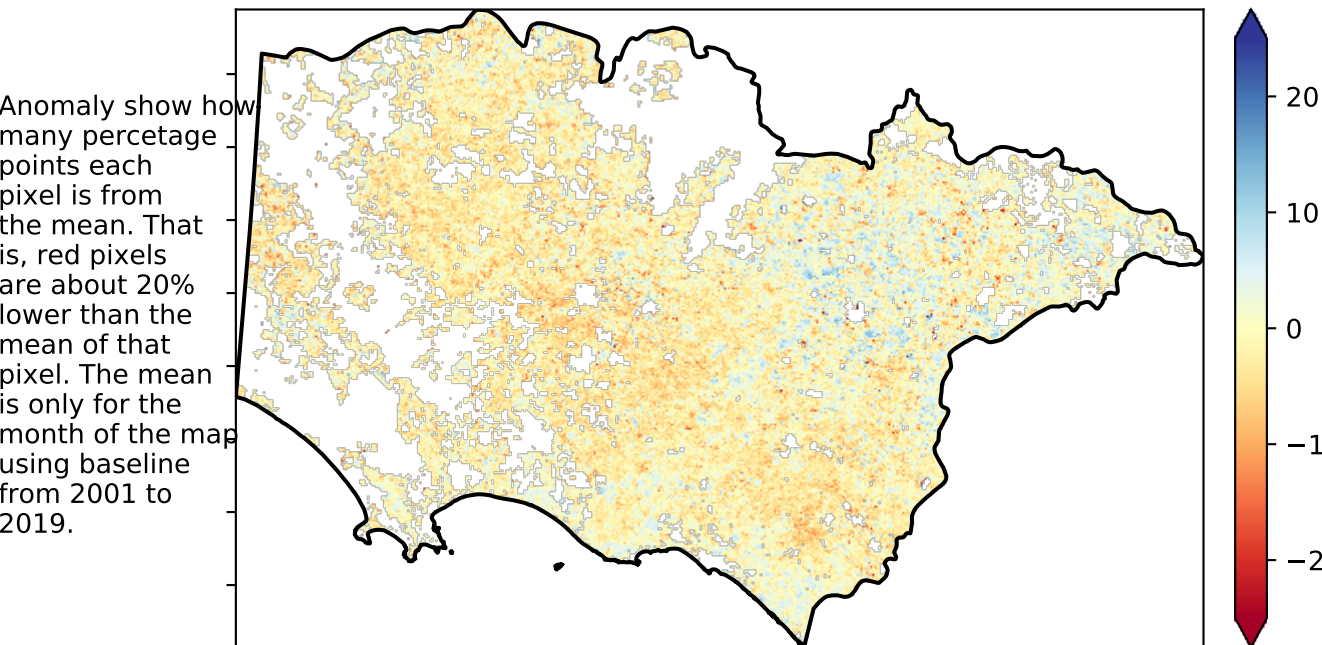 Anomaly show how
many percetage
points each
pixel is from
the mean. That
is, red pixels
are about 20%
lower than the
mean of that
pixel. The mean
is only for the
month of the map
using baseline
from 2001 to
2019.
20
10
0
−1
−2